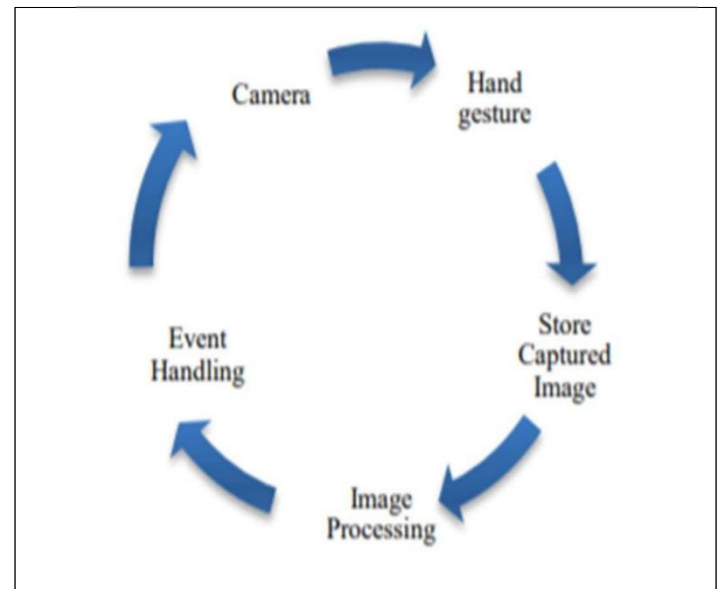 Camera
Hand
gesture
Store
Captured
Image
Image
Processing
Event
Handling